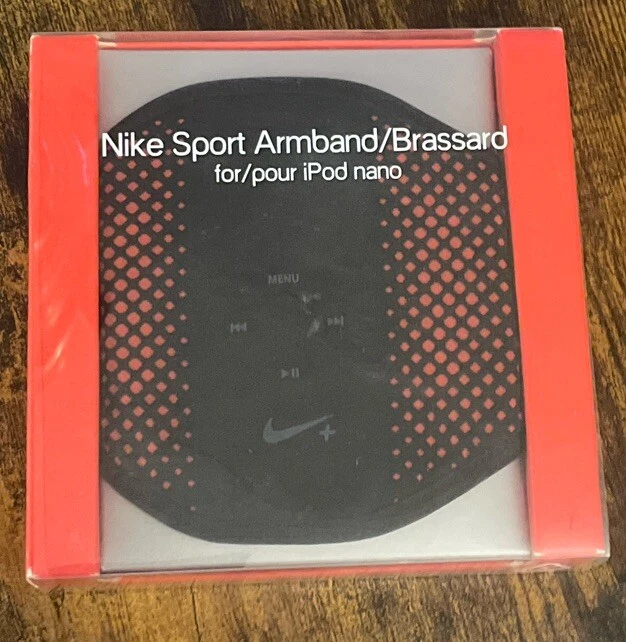 Nike Sport Armband/Brassard
for/pour iPod nano
MENU